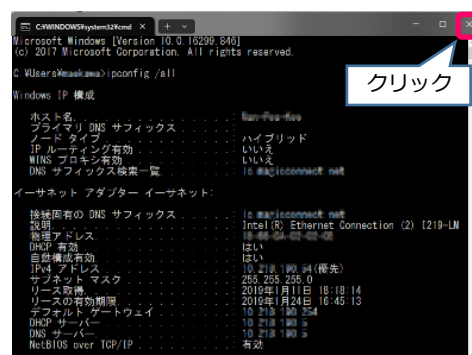 C:¥WINDOWS¥system32¥cmd
Microsoft Windows [Version 10.0.16299.846]
(c) 2017 Microsoft Corporation. All rights reserved.
C:¥Users¥>ipconfig /all
クリック
Windows IP 構成
ホスト名. . . . . . . . . . . . . . .:
プライマリ DNS サフィックス . . . . . . .:
ノード タイプ . . . . . . . . . . . .: ハイブリッド
IP ルーティング有効 . . . . . . . . .: いいえ
WINS プロキシ有効 . . . . . . . . . .: いいえ
DNS サフィックス検索一覧. . . . . . . .:
イーサネット アダプター イーサネット:
接続固有の DNS サフィックス . . . . . .:
説明. . . . . . . . . . . . . . . . .: Intel(R) Ethernet Connection (2) I219-LM
物理アドレス. . . . . . . . . . . . .:
DHCP 有効 . . . . . . . . . . . . . .: はい
自動構成有効. . . . . . . . . . . . .: はい
IPv4 アドレス . . . . . . . . . . . .: (優先)
サブネット マスク . . . . . . . . . .: 255.255.255.0
リース取得. . . . . . . . . . . . . .: 2019年1月11日 18:18:14
リースの有効期限. . . . . . . . . . .: 2019年1月24日 16:45:13
デフォルト ゲートウェイ . . . . . . . .:
DHCP サーバー . . . . . . . . . . . .:
DNS サーバー. . . . . . . . . . . . .:
NetBIOS over TCP/IP . . . . . . . . .: 有効